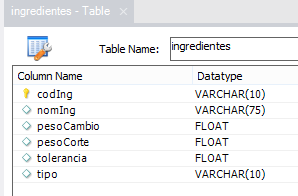 ingredientes - Table
Table Name: ingredientes
Column Name Datatype
codIng VARCHAR(10)
nomIng VARCHAR(75)
pesoCambio FLOAT
pesoCorte FLOAT
tolerancia FLOAT
tipo VARCHAR(10)